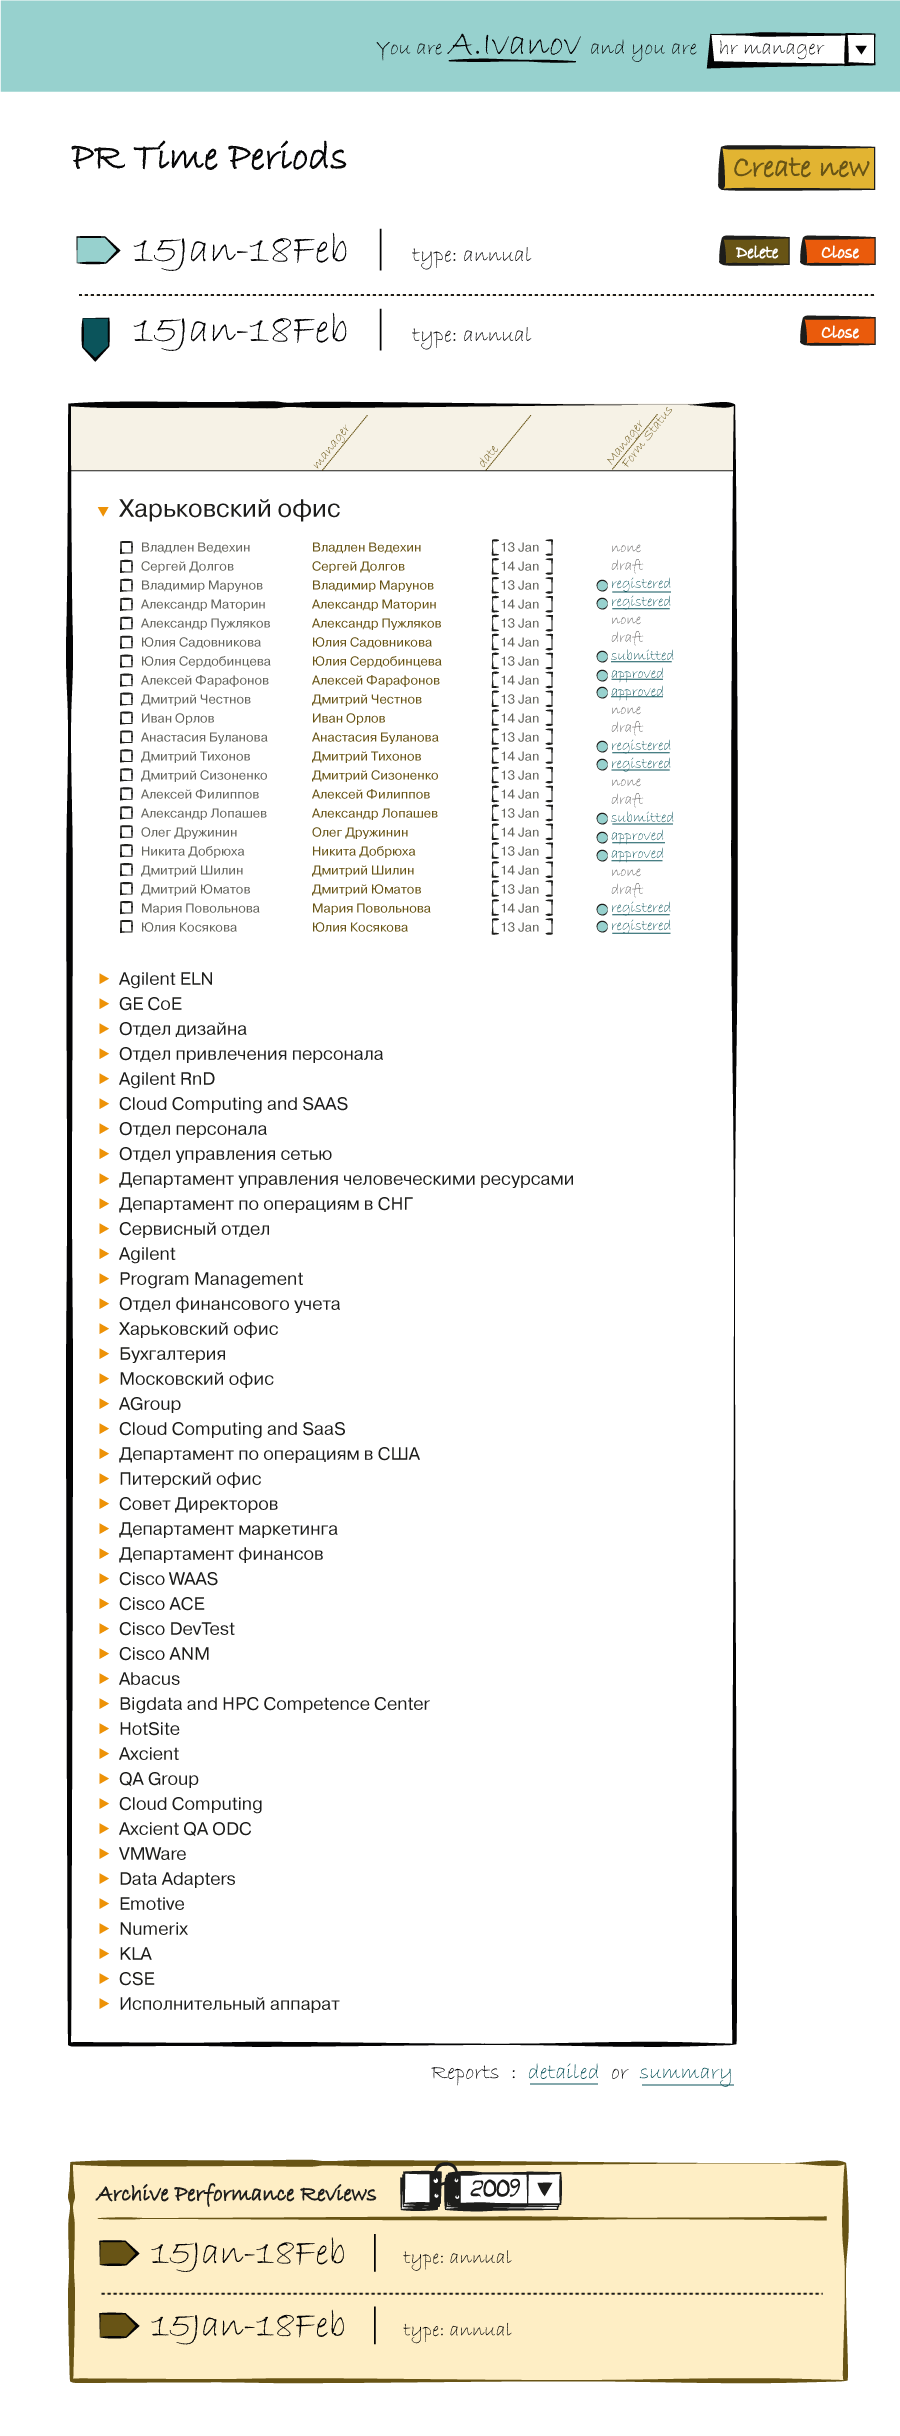 You are A.Ivanov and you are hr manager
PR Time Periods
Create new
15Jan-18Feb type: annual Delete Close
15Jan-18Feb type: annual Close
manager date Manager Form Status
Харьковский офис
Владлен Ведехин Владлен Ведехин 13 Jan none
Сергей Долгов Сергей Долгов 14 Jan draft
Владимир Марунов Владимир Марунов 13 Jan registered
Александр Маторин Александр Маторин 14 Jan registered
Александр Пужляков Александр Пужляков 13 Jan none
Юлия Садовникова Юлия Садовникова 14 Jan draft
Юлия Сердобинцева Юлия Сердобинцева 13 Jan submitted
Алексей Фарафонов Алексей Фарафонов 14 Jan approved
Дмитрий Честнов Дмитрий Честнов 13 Jan approved
Иван Орлов Иван Орлов 14 Jan none
Анастасия Буланова Анастасия Буланова 13 Jan draft
Дмитрий Тихонов Дмитрий Тихонов 14 Jan registered
Дмитрий Сизоненко Дмитрий Сизоненко 13 Jan registered
Алексей Филиппов Алексей Филиппов 14 Jan none
Александр Лопашев Александр Лопашев 13 Jan draft
Олег Дружинин Олег Дружинин 14 Jan submitted
Никита Добрюха Никита Добрюха 13 Jan approved
Дмитрий Шилин Дмитрий Шилин 14 Jan approved
Дмитрий Юматов Дмитрий Юматов 13 Jan none
Мария Повольнова Мария Повольнова 14 Jan draft
Юлия Косякова Юлия Косякова 13 Jan registered
registered
Agilent ELN
GE CoE
Отдел дизайна
Отдел привлечения персонала
Agilent RnD
Cloud Computing and SAAS
Отдел персонала
Отдел управления сетью
Департамент управления человеческими ресурсами
Департамент по операциям в СНГ
Сервисный отдел
Agilent
Program Management
Отдел финансового учета
Харьковский офис
Бухгалтерия
Московский офис
AGroup
Cloud Computing and SaaS
Департамент по операциям в США
Питерский офис
Совет Директоров
Департамент маркетинга
Департамент финансов
Cisco WAAS
Cisco ACE
Cisco DevTest
Cisco ANM
Abacus
Bigdata and HPC Competence Center
HotSite
Axcient
QA Group
Cloud Computing
Axcient QA ODC
VMWare
Data Adapters
Emotive
Numerix
KLA
CSE
Исполнительный аппарат
Reports : detailed or summary
Archive Performance Reviews 2009
15Jan-18Feb type: annual
15Jan-18Feb type: annual